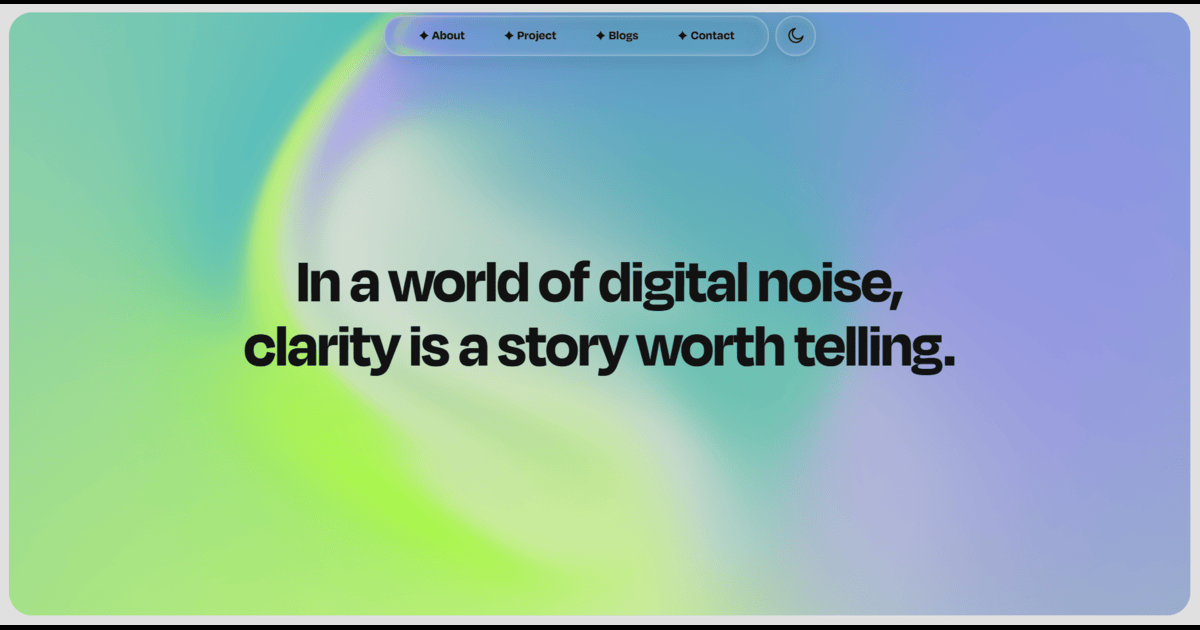 ✦ About ✦ Project ✦ Blogs ✦ Contact
In a world of digital noise,
clarity is a story worth telling.